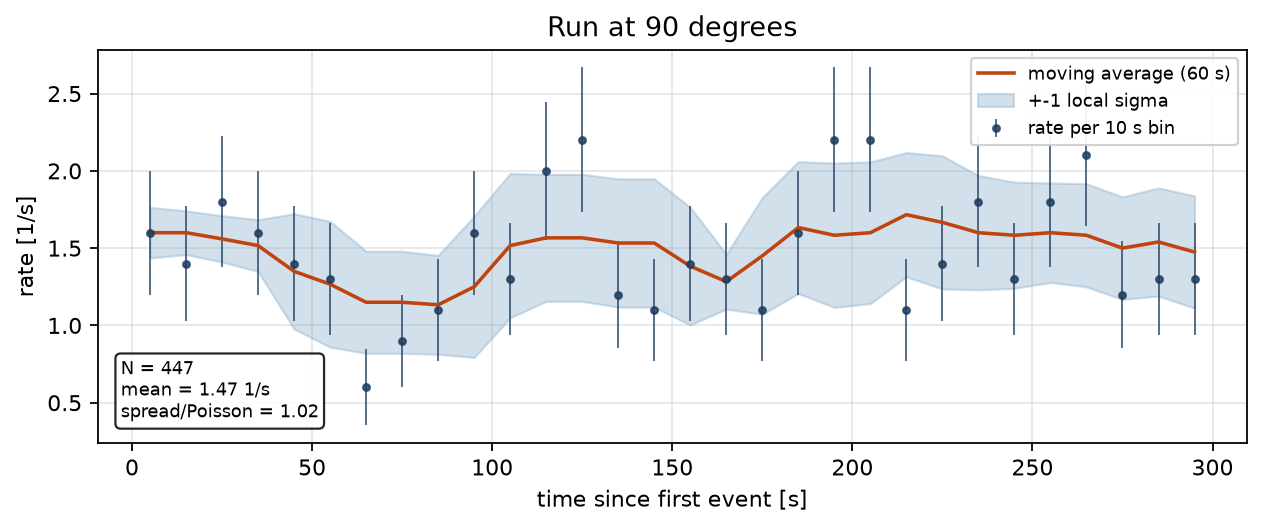 Run at 90 degrees
rate [1/s]
2.5
2.0
1.5
1.0
0.5
moving average (60 s)
+-1 local sigma
rate per 10 s bin
N = 447
mean = 1.47 1/s
spread/Poisson = 1.02
0 50 100 150 200 250 300
time since first event [s]